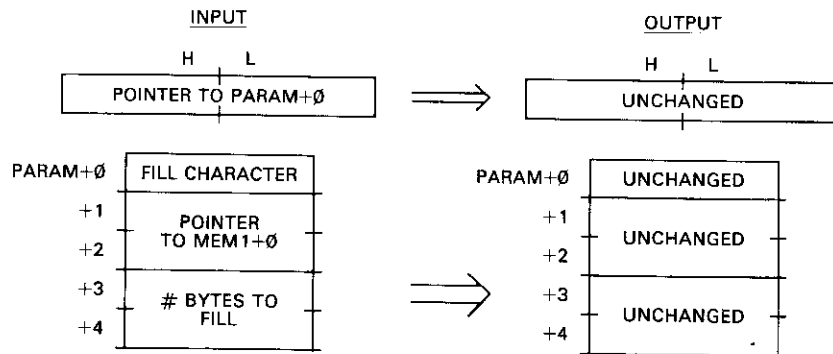 INPUT
OUTPUT
H L
H L
POINTER TO PARAM+Ø
UNCHANGED
PARAM+Ø
FILL CHARACTER
+1
+2
POINTER
TO MEM1+Ø
+3
+4
# BYTES TO
FILL
PARAM+Ø
UNCHANGED
+1
+2
UNCHANGED
+3
+4
UNCHANGED